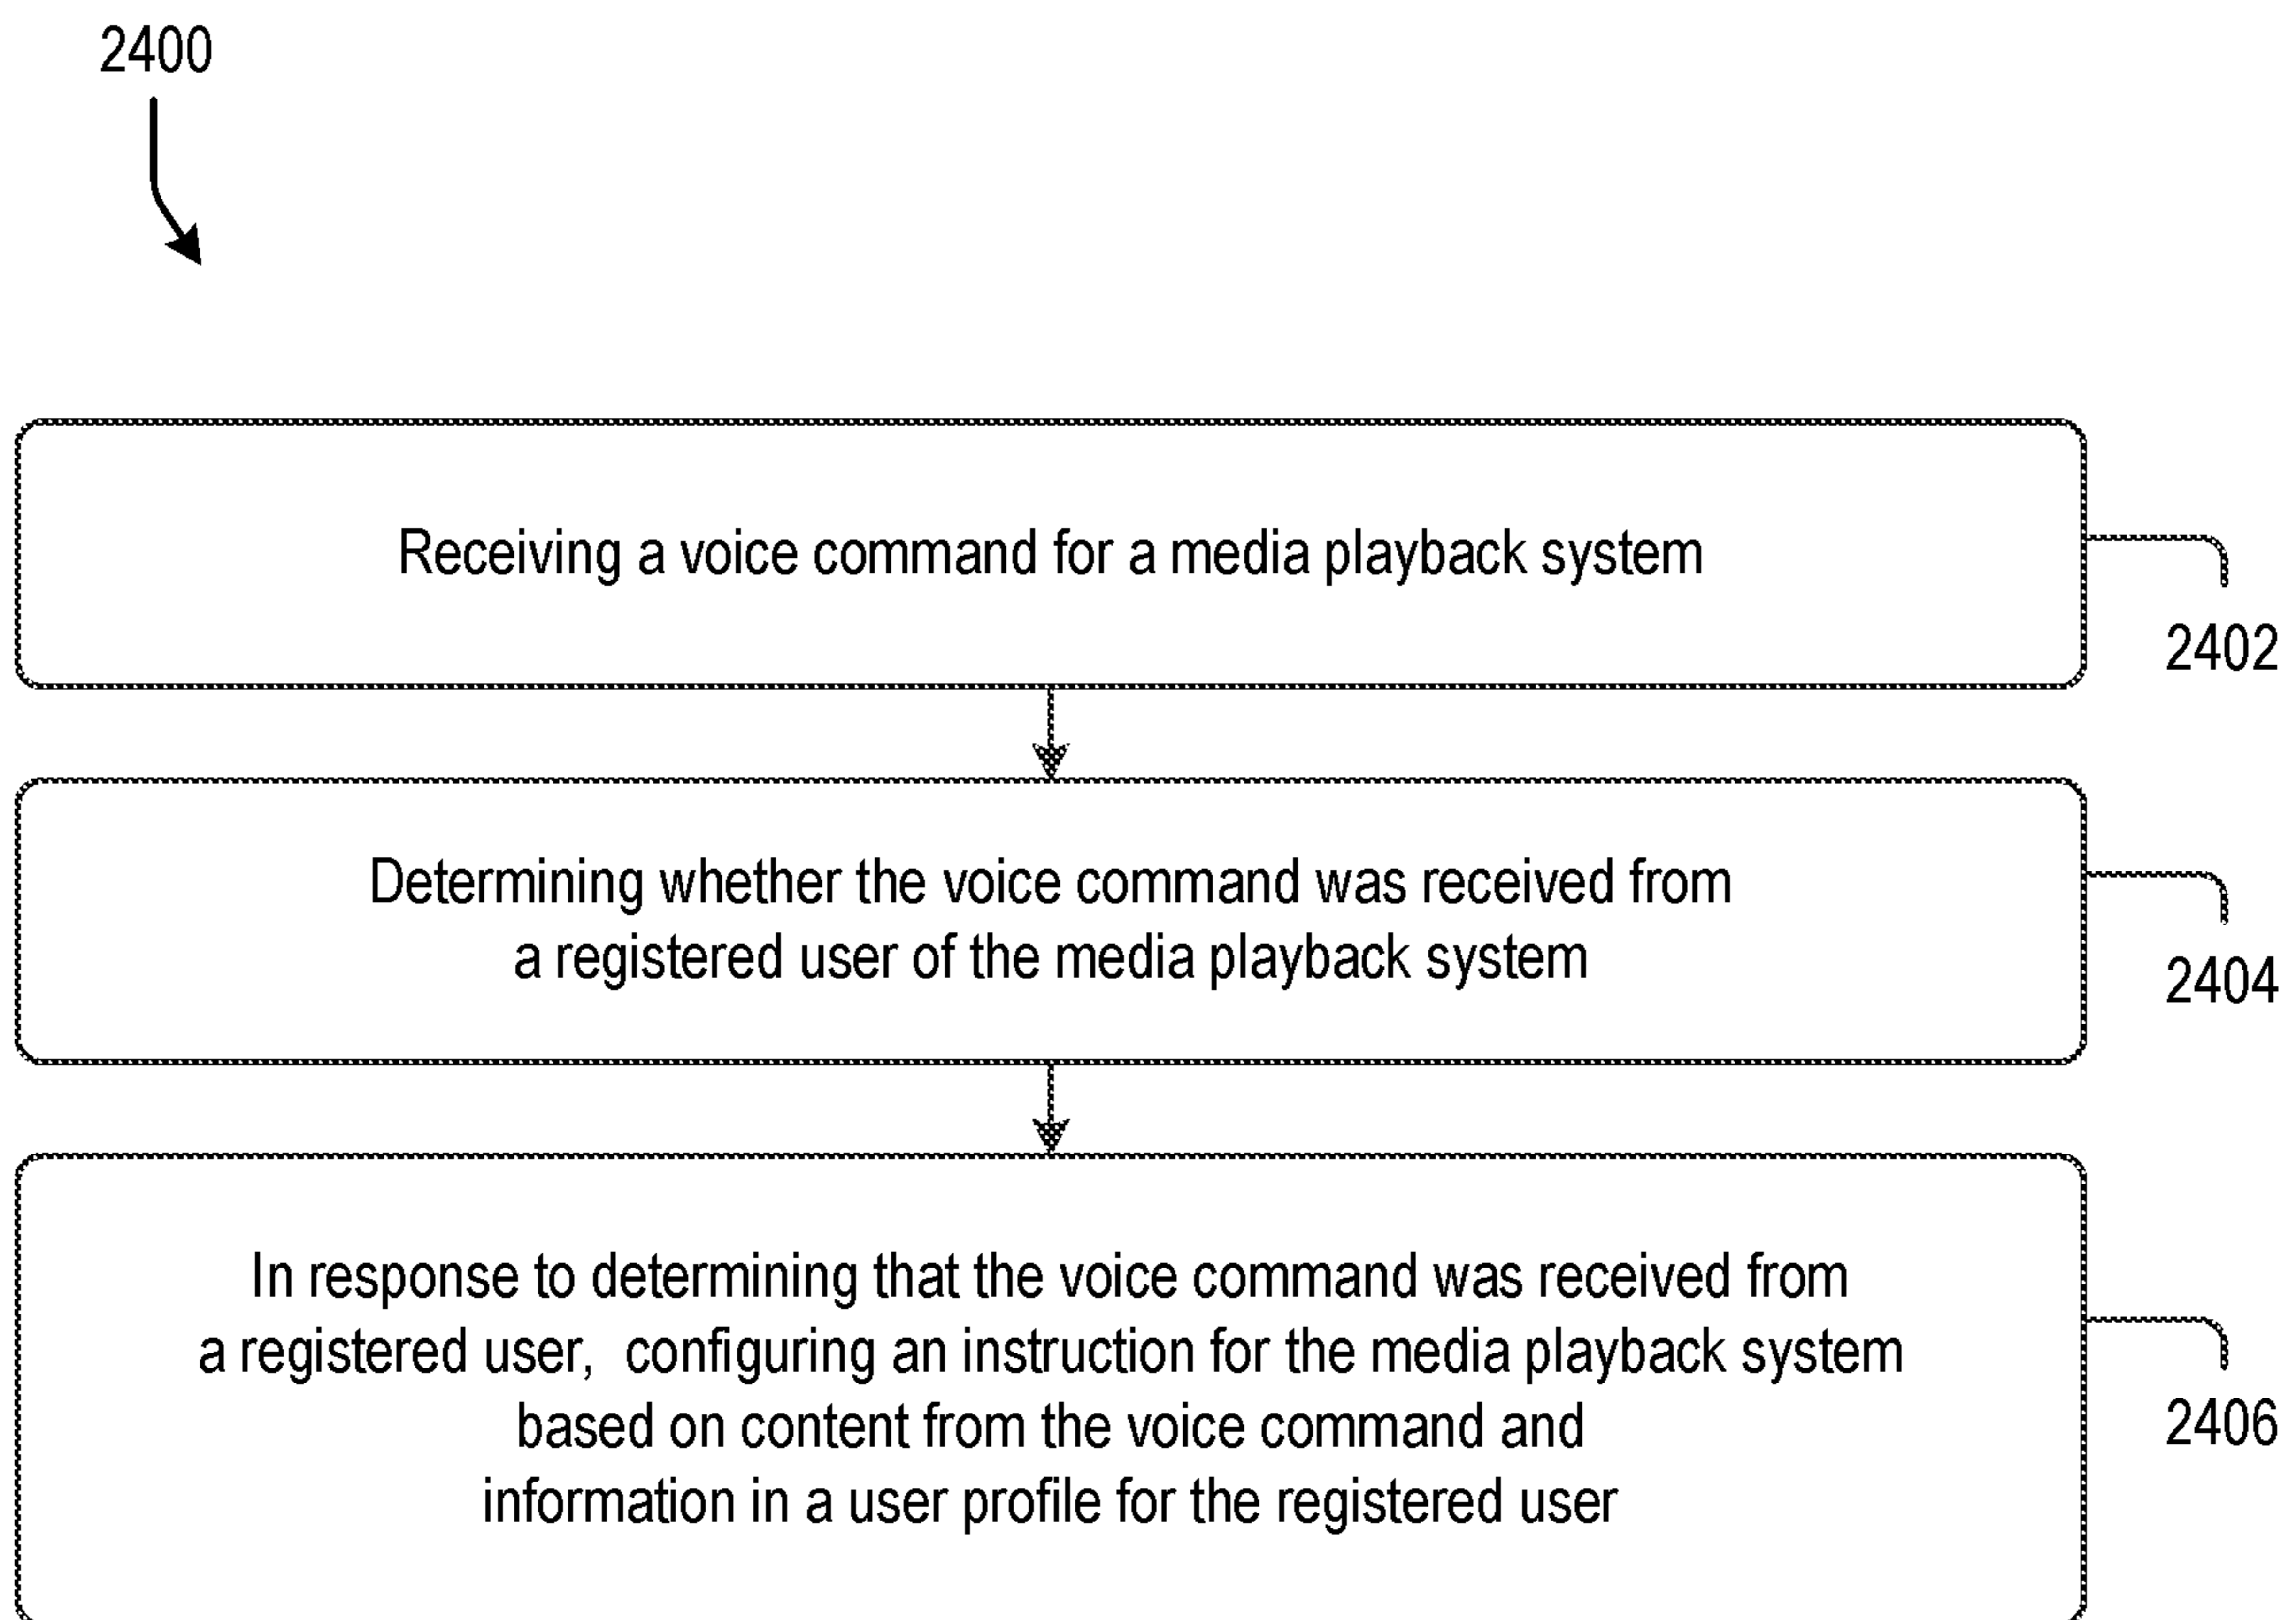 2400
Receiving a voice command for a media playback system
2402
Determining whether the voice command was received from
a registered user of the media playback system
2404
In response to determining that the voice command was received from
a registered user, configuring an instruction for the media playback system
based on content from the voice command and
information in a user profile for the registered user
2406